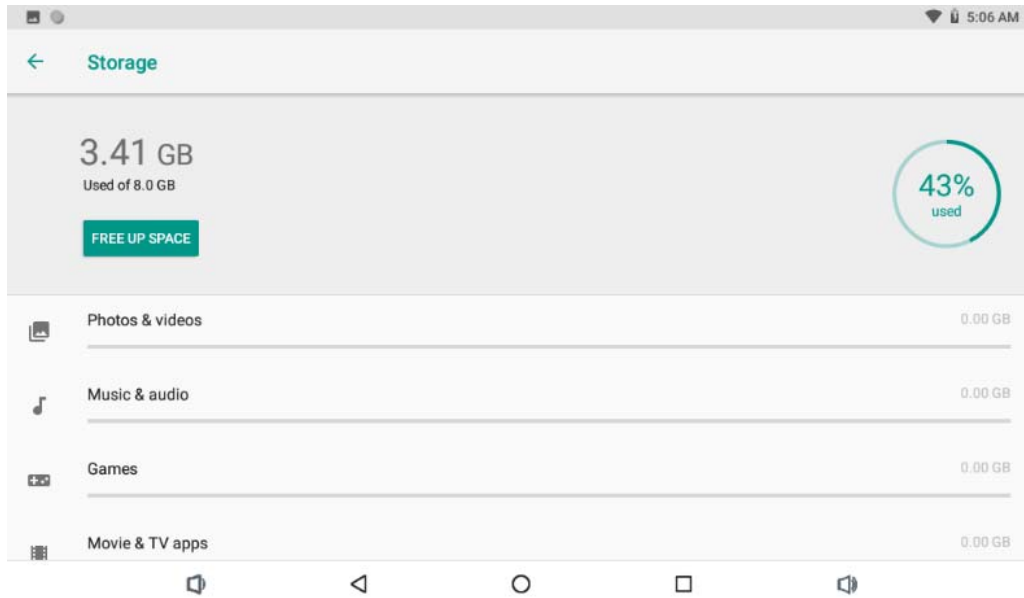 5:06 AM
Storage
3.41 GB
Used of 8.0 GB
43%
used
FREE UP SPACE
Photos & videos 0.00 GB
Music & audio 0.00 GB
Games 0.00 GB
Movie & TV apps 0.00 GB